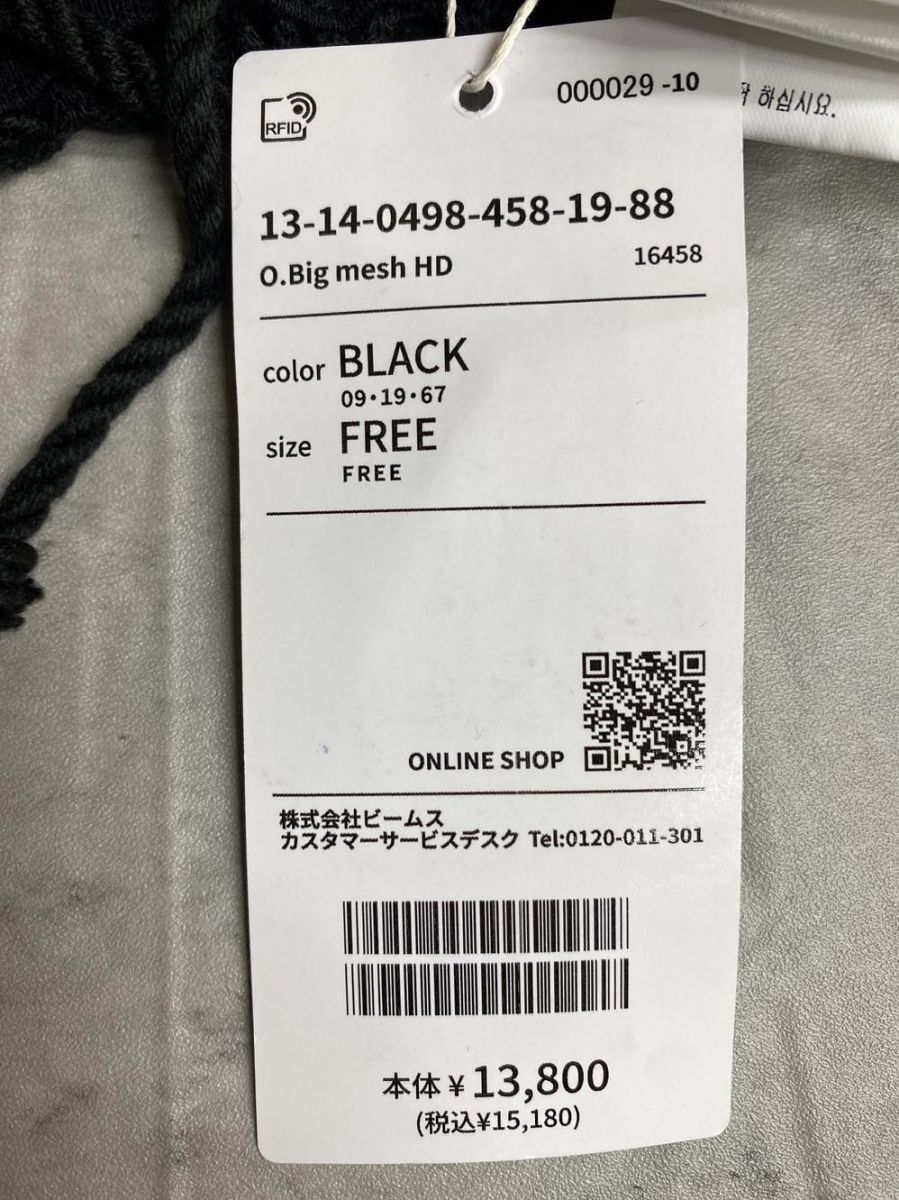 RFID
000029 -10
13-14-0498-458-19-88
O.Big mesh HD 16458
color BLACK
09・19・67
size FREE
FREE
ONLINE SHOP
株式会社ビームス
カスタマーサービスデスク Tel:0120-011-301
本体¥13,800
(税込¥15,180)
하십시요.